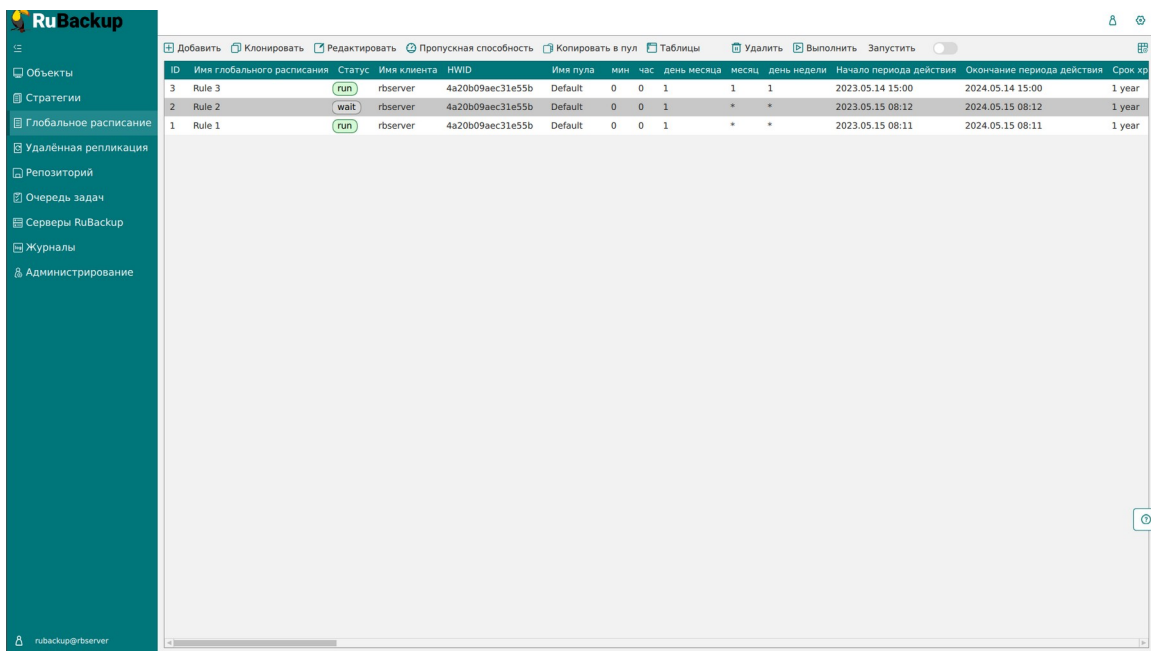 RuBackup
Добавить Клонировать Редактировать Пропускная способность Копировать в пул Таблицы Удалить Выполнить Запустить
Объекты
Стратегии
Глобальное расписание
Удалённая репликация
Репозиторий
Очередь задач
Серверы RuBackup
Журналы
Администрирование
ID Имя глобального расписания Статус Имя клиента HWID Имя пула мин час день месяца месяц день недели Начало периода действия Окончание периода действия Срок хр
3 Rule 3 run rbserver 4a20b09aec31e55b Default 0 0 1 1 1 2023.05.14 15:00 2024.05.14 15:00 1 year
2 Rule 2 wait rbserver 4a20b09aec31e55b Default 0 0 1 * * 2023.05.15 08:12 2024.05.15 08:12 1 year
1 Rule 1 run rbserver 4a20b09aec31e55b Default 0 0 1 * * 2023.05.15 08:11 2024.05.15 08:11 1 year
rubackup@rbserver